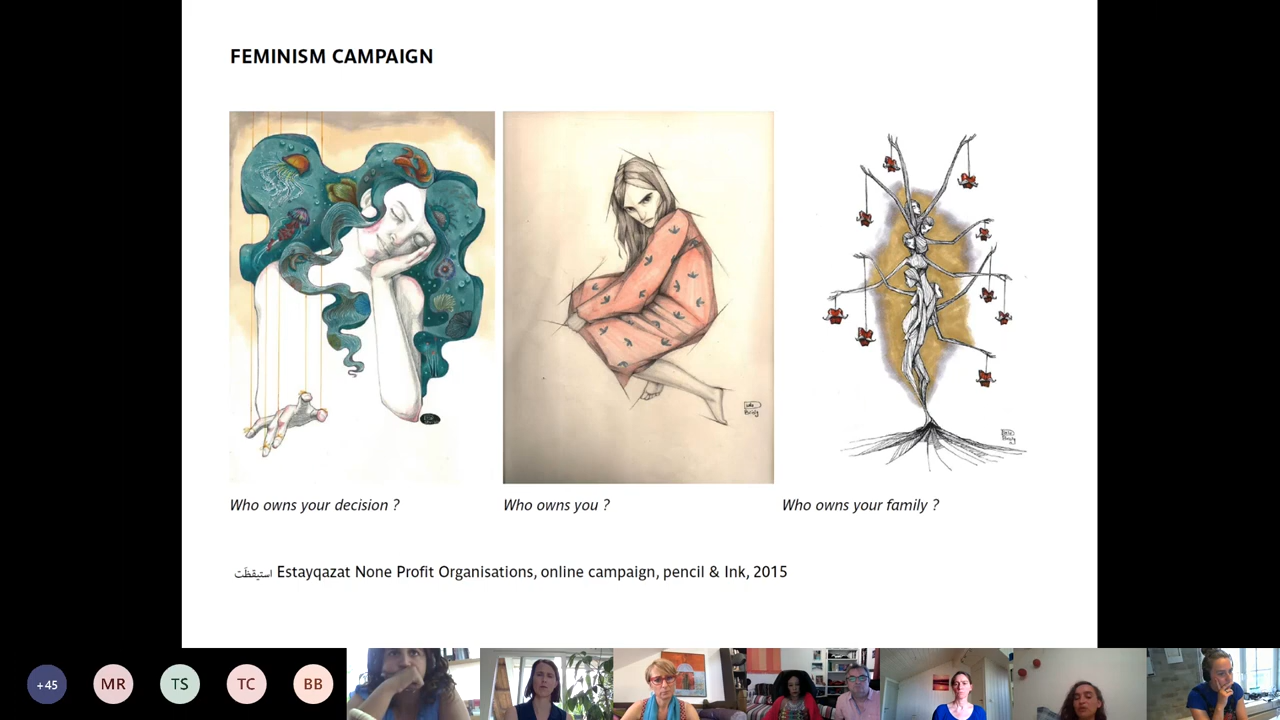 FEMINISM CAMPAIGN
Who owns your decision ?
Who owns you ?
Who owns your family ?
استيقظَت Estayqazat None Profit Organisations, online campaign, pencil & Ink, 2015
+45
MR
TS
TC
BB